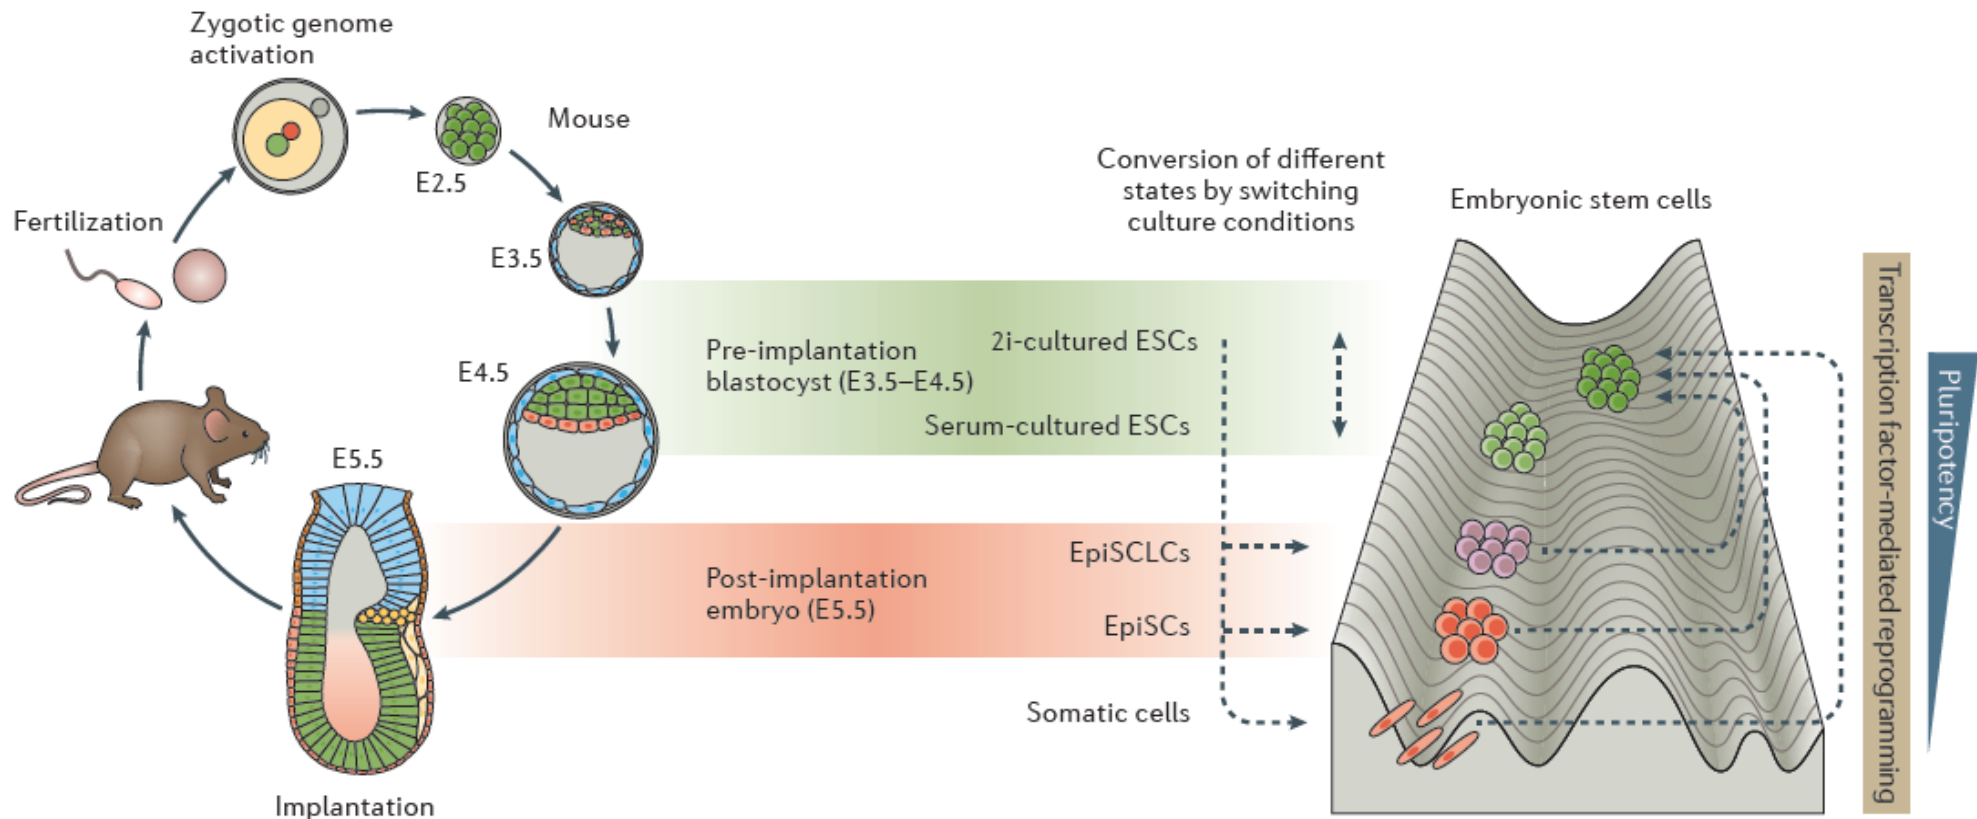 Zygotic genome
activation
Mouse
E2.5
Fertilization
E3.5
E4.5
E5.5
Implantation
Conversion of different
states by switching
culture conditions
Embryonic stem cells
Pre-implantation
blastocyst (E3.5–E4.5)
2i-cultured ESCs
Serum-cultured ESCs
Post-implantation
embryo (E5.5)
EpiSCLCs
EpiSCs
Somatic cells
Transcription factor-mediated reprogramming
Pluripotency